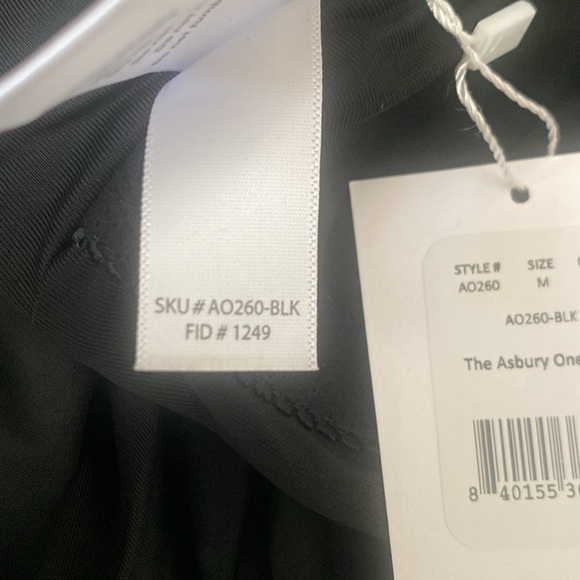 SKU # AO260-BLK
FID # 1249
STYLE # SIZE
AO260 M
AO260-BLK
The Asbury One
8 40155 3